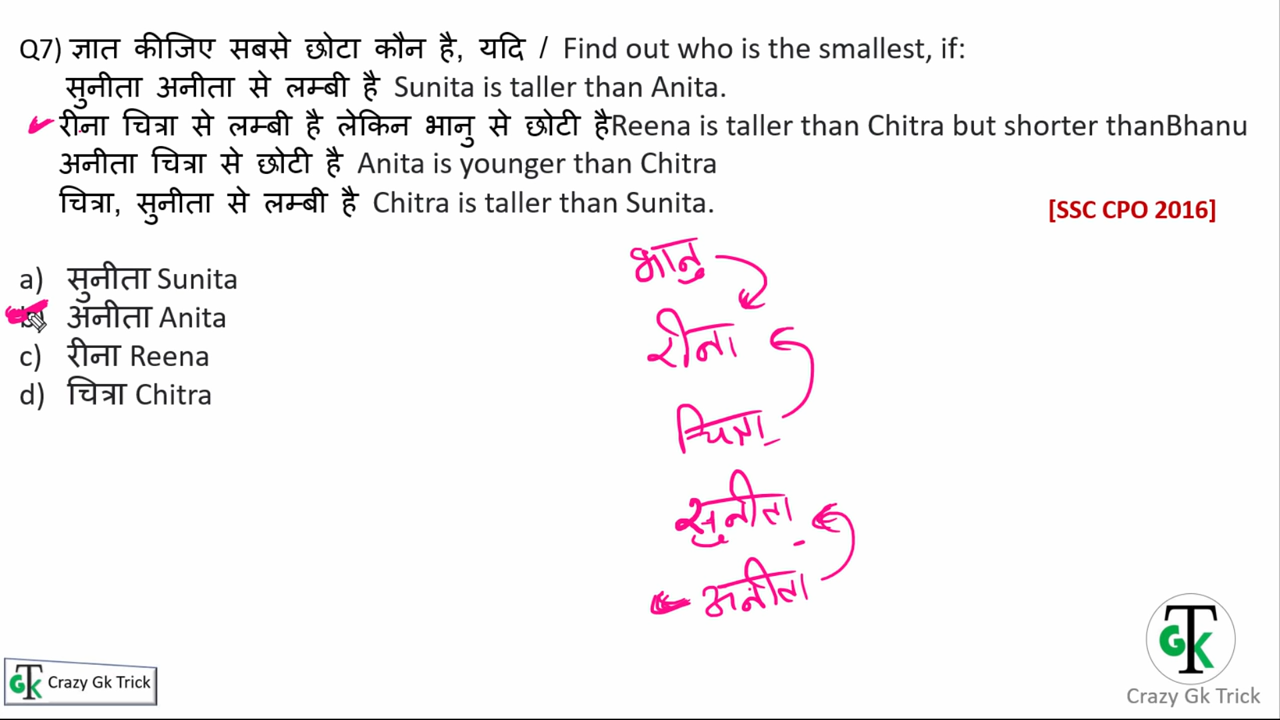 Q7) ज्ञात कीजिए सबसे छोटा कौन है, यदि / Find out who is the smallest, if:
सुनीता अनीता से लम्बी है Sunita is taller than Anita.
रीना चित्रा से लम्बी है लेकिन भानु से छोटी हैReena is taller than Chitra but shorter thanBhanu
अनीता चित्रा से छोटी है Anita is younger than Chitra
चित्रा, सुनीता से लम्बी है Chitra is taller than Sunita.
[SSC CPO 2016]
a) सुनीता Sunita
b) अनीता Anita
c) रीना Reena
d) चित्रा Chitra
भानु
रीना
चित्रा
सुनीता
अनीता
GTK Crazy Gk Trick
GTK
Crazy Gk Trick